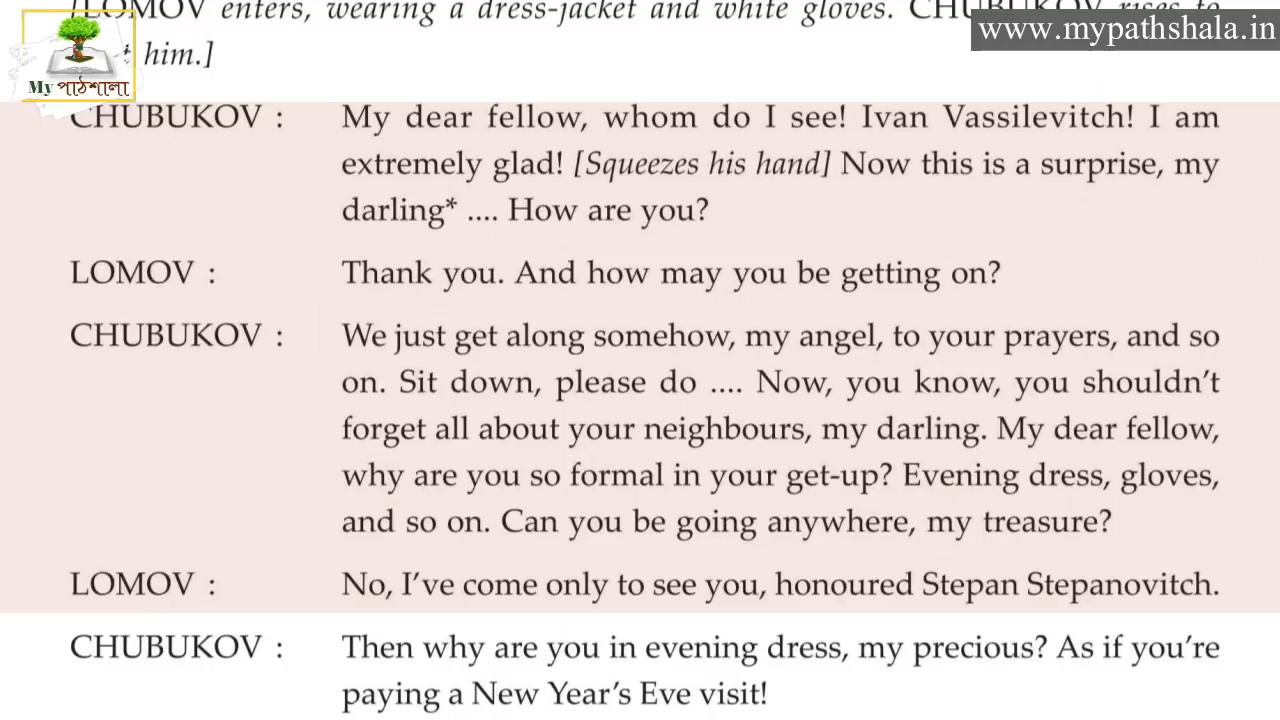 [LOMOV enters, wearing a dress-jacket and white gloves. CHUBUKOV rises to
www.mypathshala.in
him.]
My পাঠশালা
CHUBUKOV : My dear fellow, whom do I see! Ivan Vassilevitch! I am
extremely glad! [Squeezes his hand] Now this is a surprise, my
darling* .... How are you?
LOMOV : Thank you. And how may you be getting on?
CHUBUKOV : We just get along somehow, my angel, to your prayers, and so
on. Sit down, please do .... Now, you know, you shouldn't
forget all about your neighbours, my darling. My dear fellow,
why are you so formal in your get-up? Evening dress, gloves,
and so on. Can you be going anywhere, my treasure?
LOMOV : No, I've come only to see you, honoured Stepan Stepanovitch.
CHUBUKOV : Then why are you in evening dress, my precious? As if you're
paying a New Year's Eve visit!